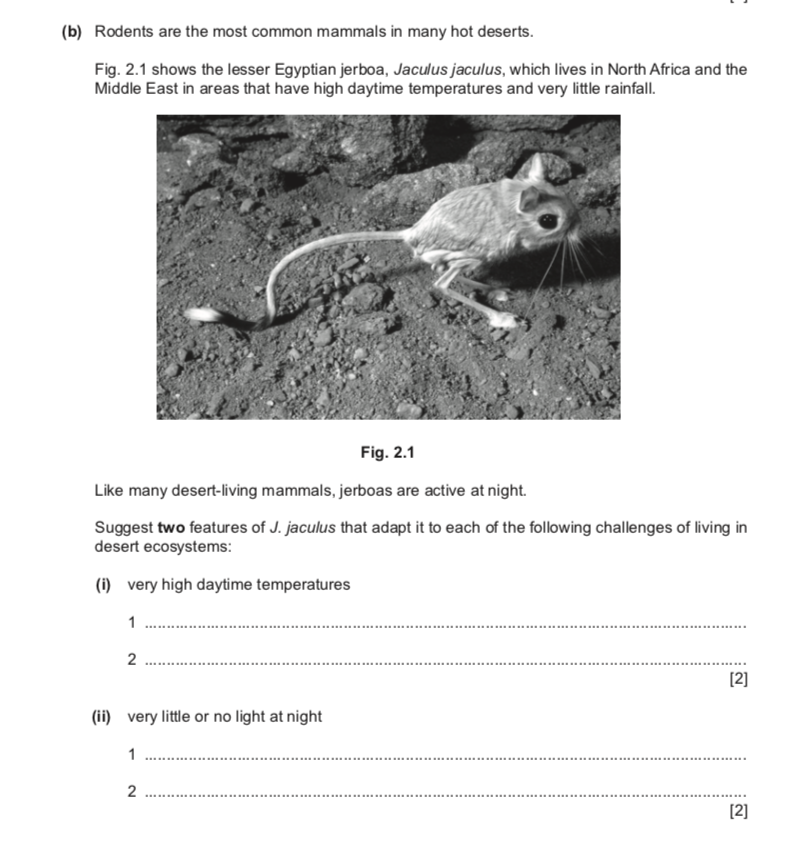 (b) Rodents are the most common mammals in many hot deserts.
Fig. 2.1 shows the lesser Egyptian jerboa, Jaculus jaculus, which lives in North Africa and the
Middle East in areas that have high daytime temperatures and very little rainfall.
Fig. 2.1
Like many desert-living mammals, jerboas are active at night.
Suggest two features of J. jaculus that adapt it to each of the following challenges of living in
desert ecosystems:
(i) very high daytime temperatures
1 ................................................................
2 ................................................................
[2]
(ii) very little or no light at night
1 ................................................................
2 ................................................................
[2]